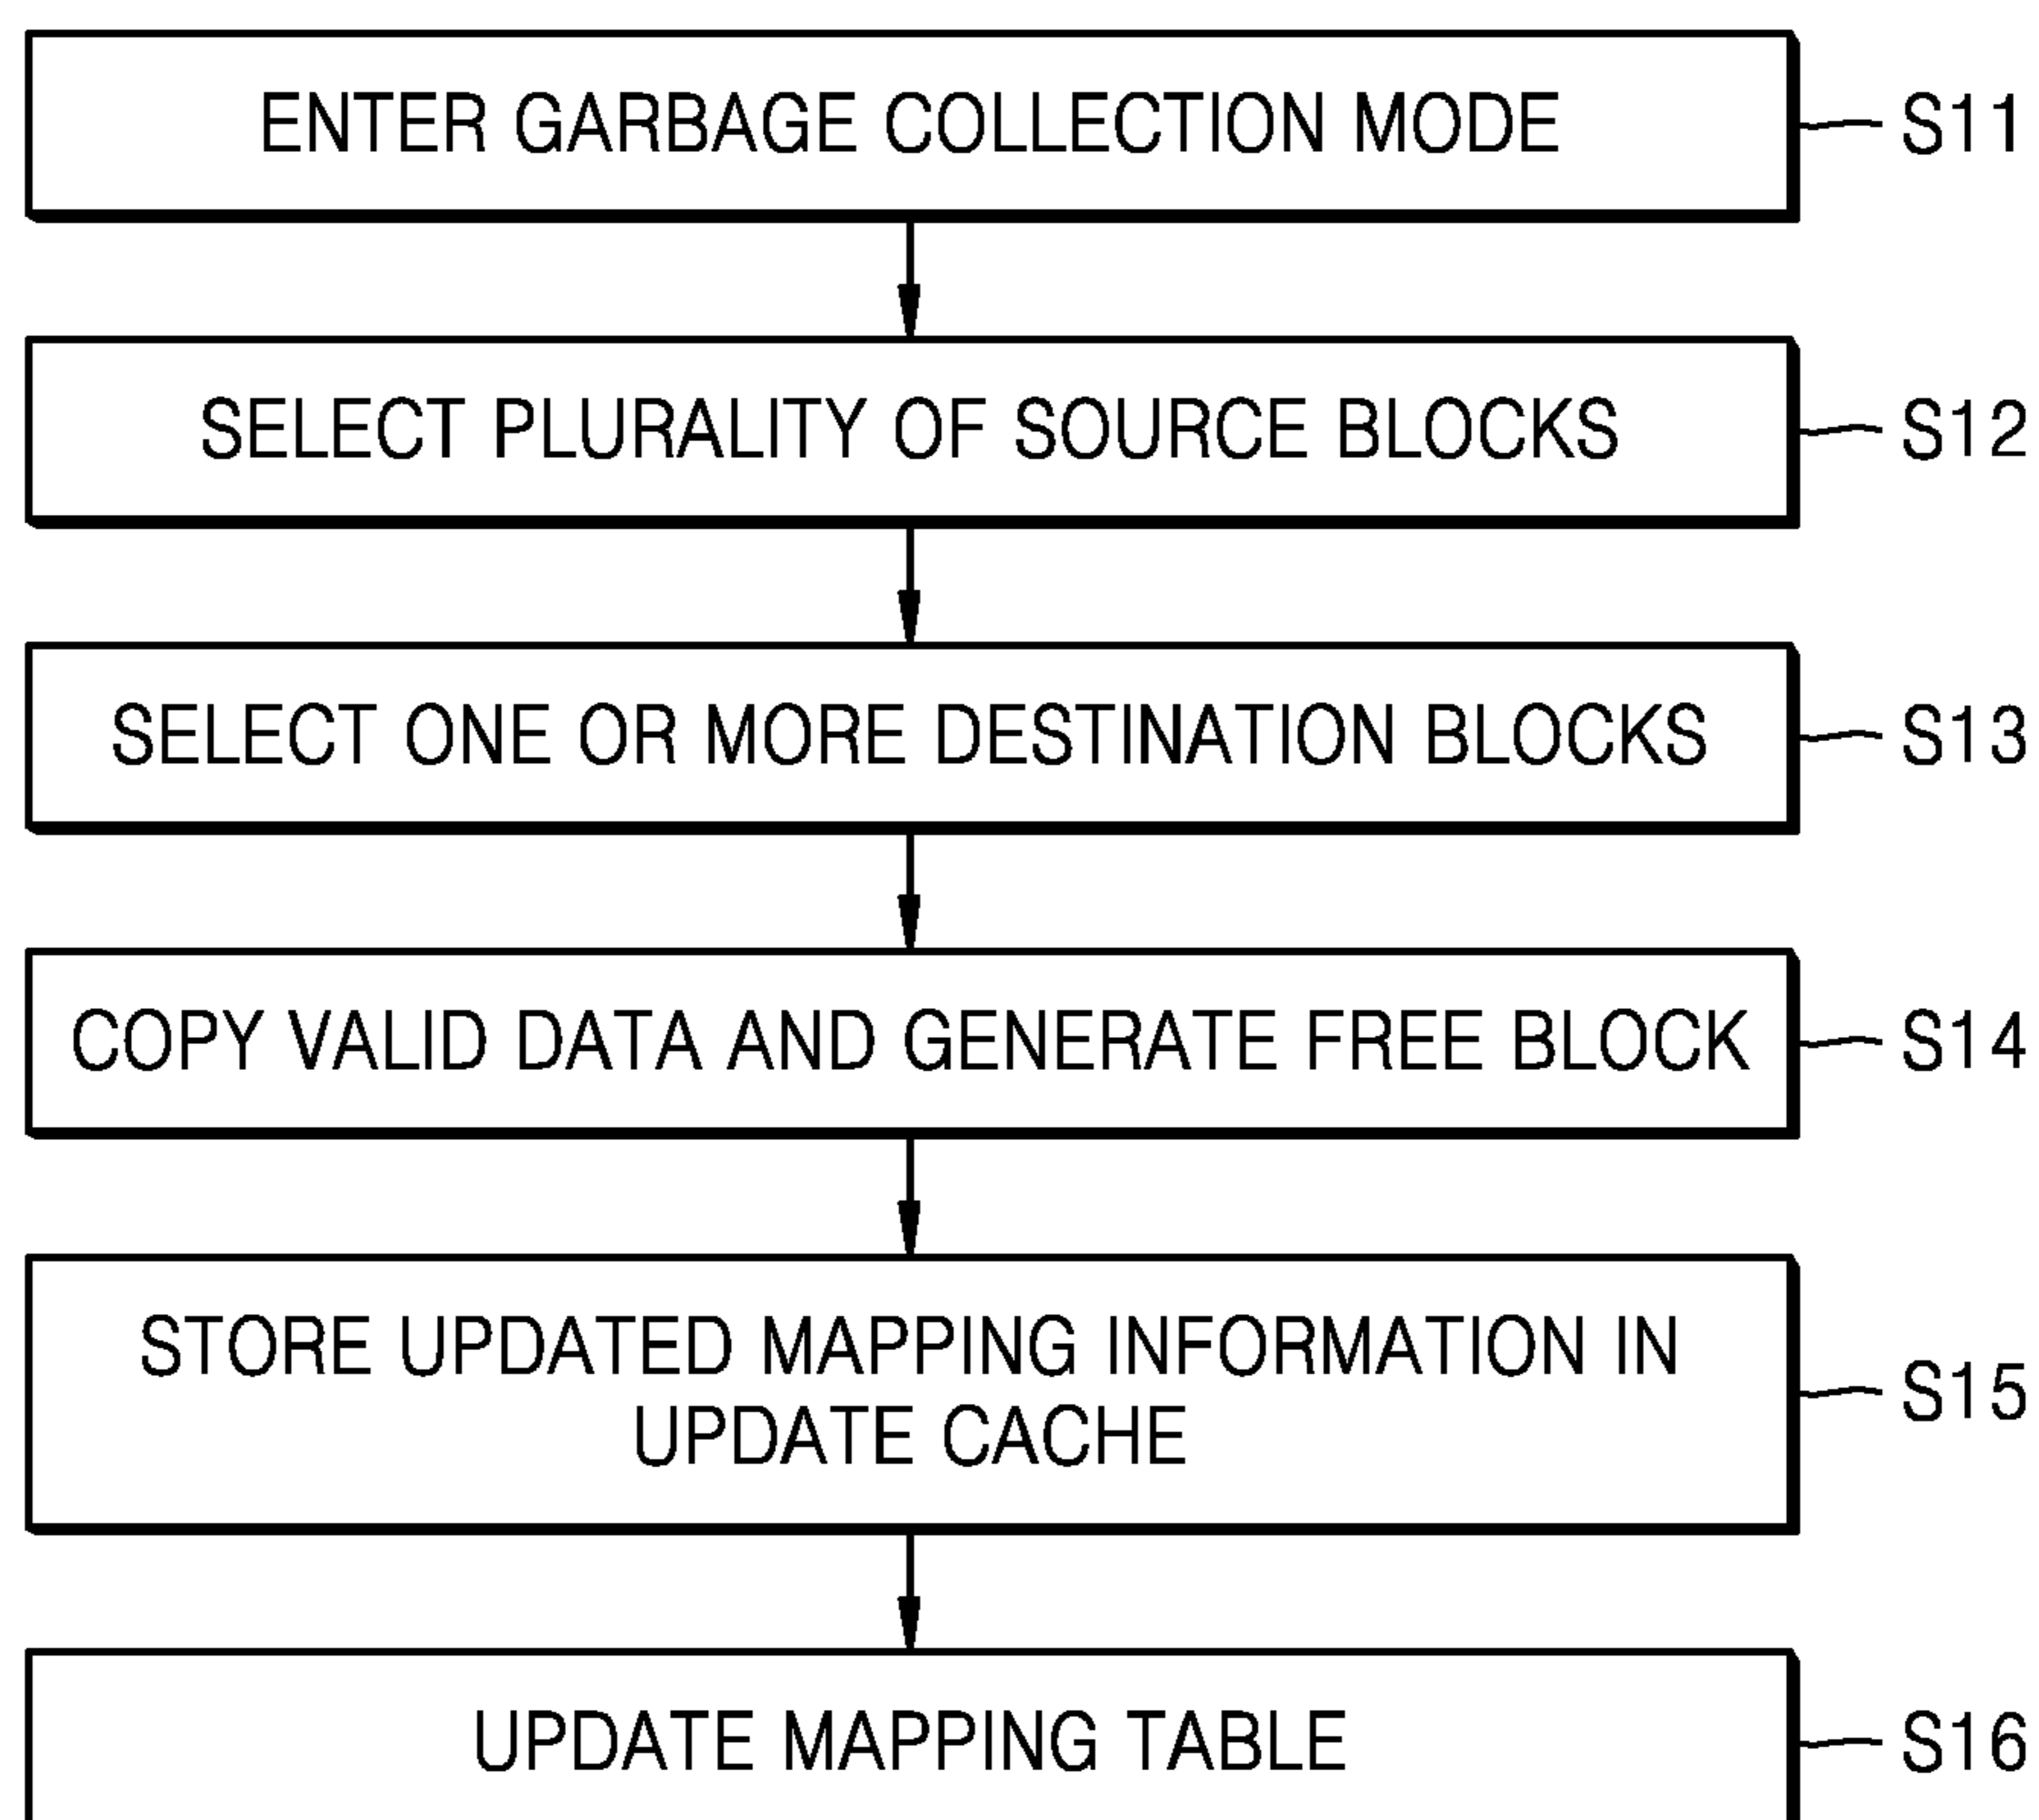 ENTER GARBAGE COLLECTION MODE
S11
SELECT PLURALITY OF SOURCE BLOCKS
S12
SELECT ONE OR MORE DESTINATION BLOCKS
S13
COPY VALID DATA AND GENERATE FREE BLOCK
S14
STORE UPDATED MAPPING INFORMATION IN
UPDATE CACHE
S15
UPDATE MAPPING TABLE
S16